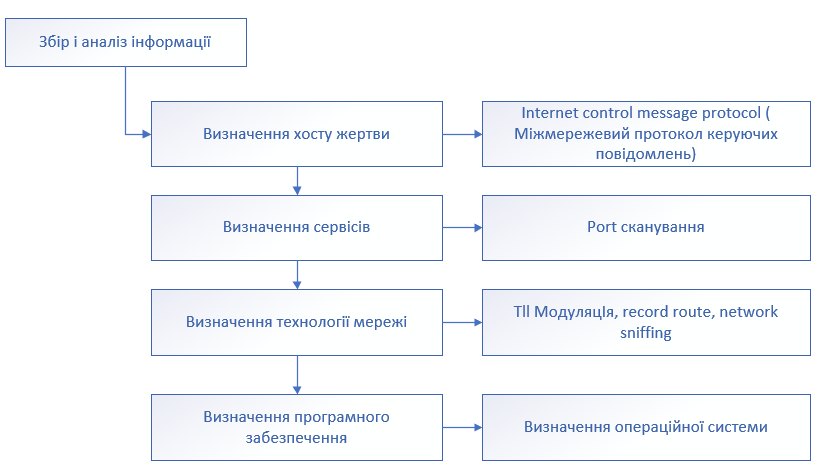 Збір і аналіз інформації
Визначення хосту жертви
Internet control message protocol (
Міжмережевий протокол керуючих
повідомлень)
Визначення сервісів
Port сканування
Визначення технології мережі
Tll МодуляцІя, record route, network
sniffing
Визначення програмного
забезпечення
Визначення операційної системи